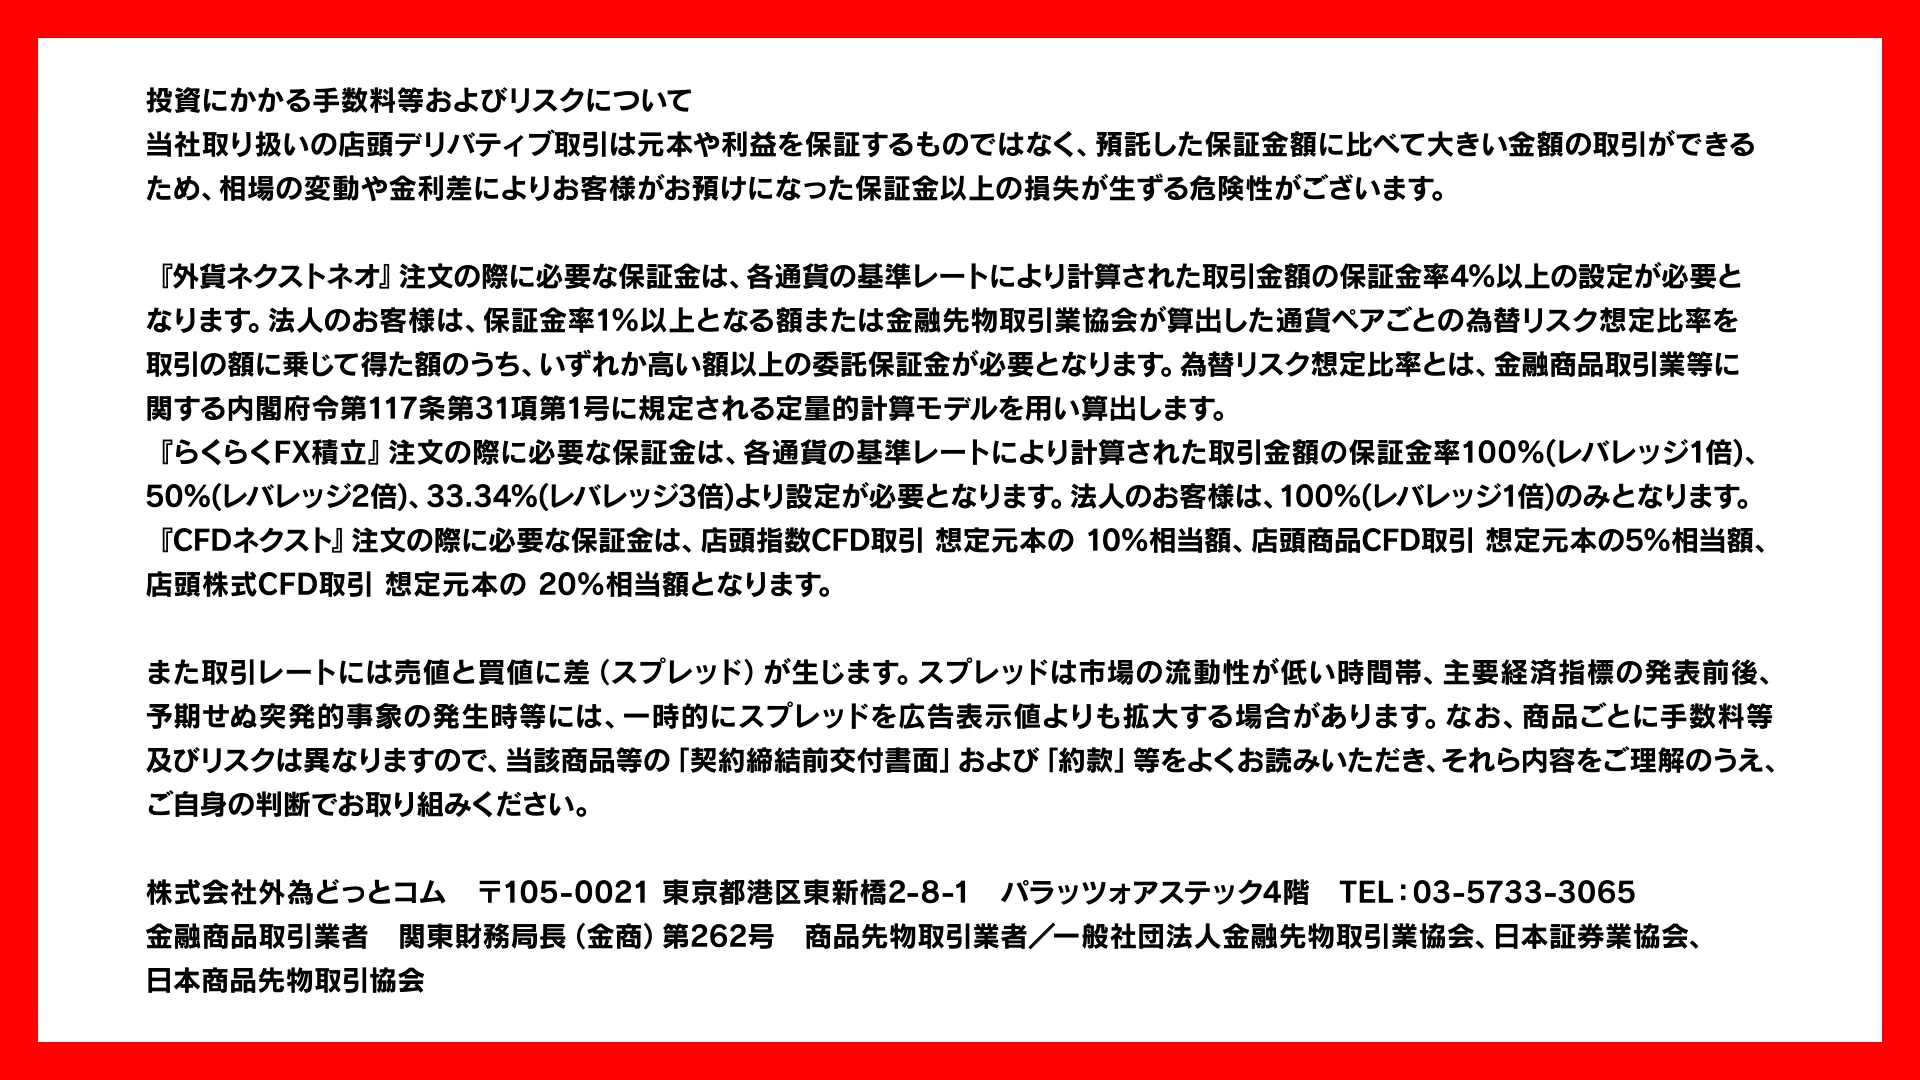 投資にかかる手数料等およびリスクについて
当社取り扱いの店頭デリバティブ取引は元本や利益を保証するものではなく、預託した保証金額に比べて大きい金額の取引ができる
ため、相場の変動や金利差によりお客様がお預けになった保証金以上の損失が生ずる危険性がございます。
『外貨ネクストネオ』注文の際に必要な保証金は、各通貨の基準レートにより計算された取引金額の保証金率4%以上の設定が必要と
なります。法人のお客様は、保証金率1%以上となる額または金融先物取引業協会が算出した通貨ペアごとの為替リスク想定比率を
取引の額に乗じて得た額のうち、いずれか高い額以上の委託保証金が必要となります。為替リスク想定比率とは、金融商品取引業等に
関する内閣府令第117条第31項第1号に規定される定量的計算モデルを用い算出します。
『らくらくFX積立』注文の際に必要な保証金は、各通貨の基準レートにより計算された取引金額の保証金率100%(レバレッジ1倍)、
50%(レバレッジ2倍)、33.34%(レバレッジ3倍)より設定が必要となります。法人のお客様は、100%(レバレッジ1倍)のみとなります。
『CFDネクスト』注文の際に必要な保証金は、店頭指数CFD取引 想定元本の 10%相当額、店頭商品CFD取引 想定元本の5%相当額、
店頭株式CFD取引 想定元本の 20%相当額となります。
また取引レートには売値と買値に差（スプレッド）が生じます。スプレッドは市場の流動性が低い時間帯、主要経済指標の発表前後、
予期せぬ突発的事象の発生時等には、一時的にスプレッドを広告表示値よりも拡大する場合があります。なお、商品ごとに手数料等
及びリスクは異なりますので、当該商品等の「契約締結前交付書面」および「約款」等をよくお読みいただき、それら内容をご理解のうえ、
ご自身の判断でお取り組みください。
株式会社外為どっとコム　〒105-0021 東京都港区東新橋2-8-1　パラッツォアステック4階　TEL：03-5733-3065
金融商品取引業者　関東財務局長（金商）第262号　商品先物取引業者／一般社団法人金融先物取引業協会、日本証券業協会、
日本商品先物取引協会